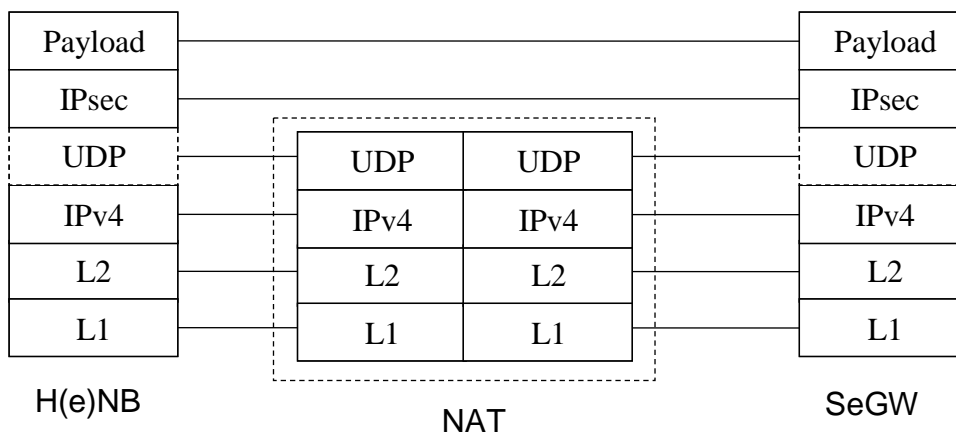 Payload
IPsec
UDP
IPv4
L2
L1
H(e)NB
UDP UDP
IPv4 IPv4
L2 L2
L1 L1
NAT
Payload
IPsec
UDP
IPv4
L2
L1
SeGW